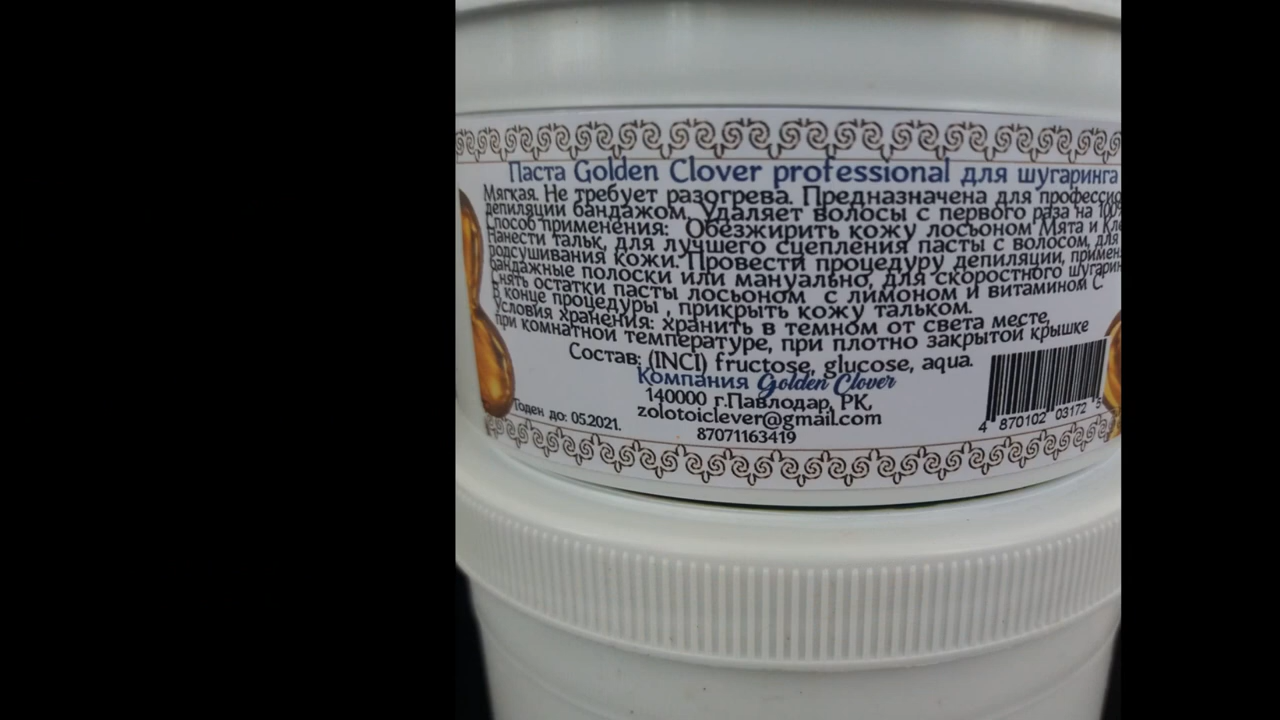 Паста Golden Clover professional для шугаринга
Мягкая. Не требует разогрева. Предназначена для
депиляции бандажом. Удаляет волосы с первого раза на
Способ применения: Обезжирить кожу лосьоном Мята и
Нанести тальк, для лучшего сцепления пасты с волосом, для
подсушивания кожи. Провести процедуру депиляции,
бандажные полоски или мануально, для скоростного
Снять остатки пасты лосьоном с лимоном и витамином С.
В конце процедуры , прикрыть кожу тальком.
Условия хранения: хранить в темном от света месте,
при комнатной температуре, при плотно закрытой крышке
Состав: (INCI) fructose, glucose, aqua.
Компания Golden Clover
140000 г.Павлодар, РК,
Годен до: 05.2021.
zolotoiclever@gmail.com
87071163419
4 870102 03172 5